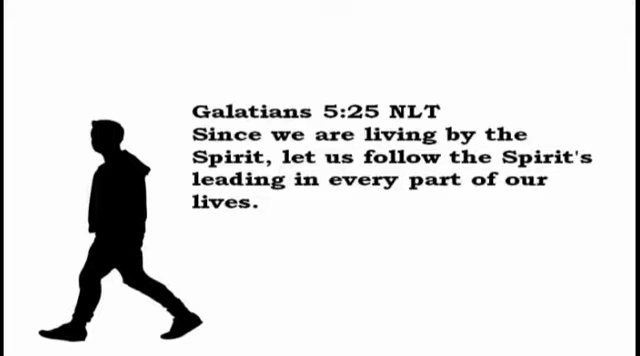 Galatians 5:25 NLT
Since we are living by the
Spirit, let us follow the Spirit's
leading in every part of our
lives.